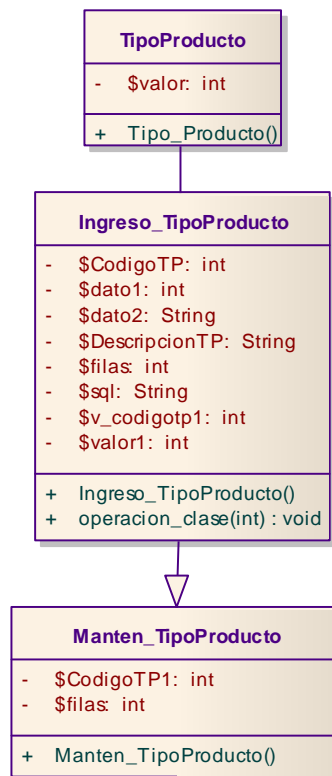 TipoProducto
- $valor: int
+ Tipo_Producto()
Ingreso_TipoProducto
- $CodigoTP: int
- $dato1: int
- $dato2: String
- $DescripcionTP: String
- $filas: int
- $sql: String
- $v_codigotp1: int
- $valor1: int
+ Ingreso_TipoProducto()
+ operacion_clase(int) : void
Manten_TipoProducto
- $CodigoTP1: int
- $filas: int
+ Manten_TipoProducto()